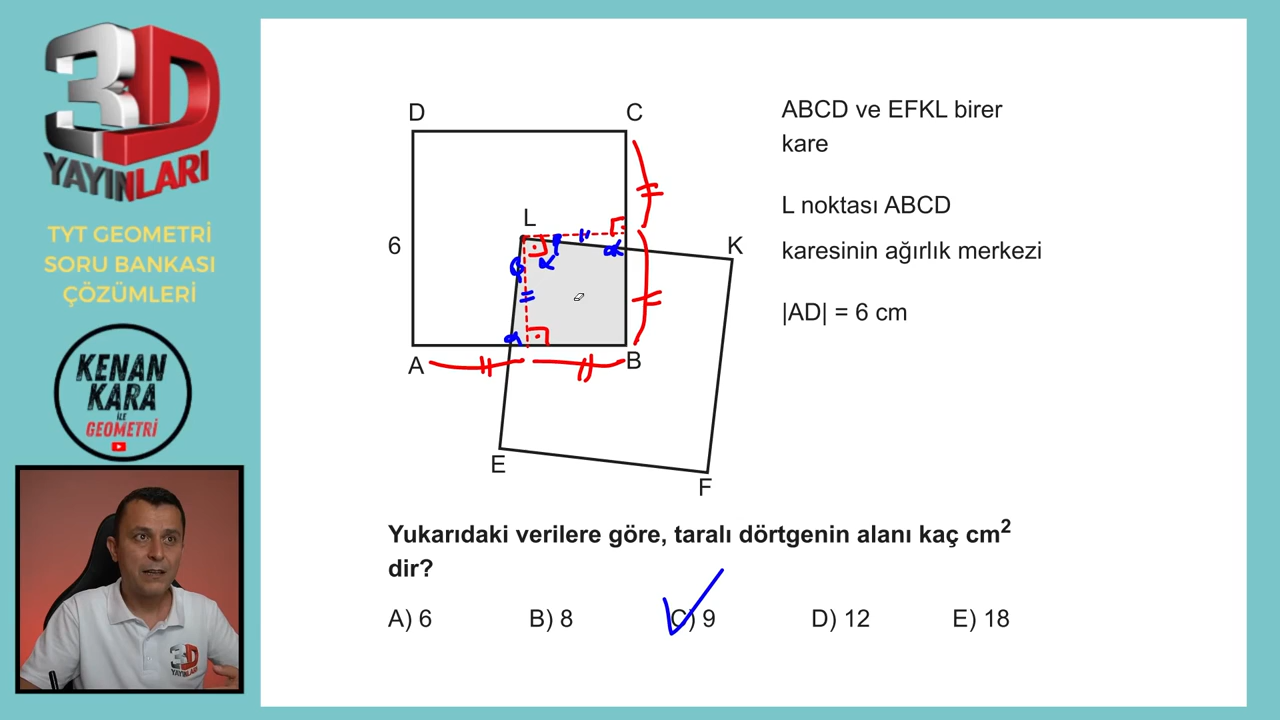 3D
YAYINLARI
TYT GEOMETRİ
SORU BANKASI
ÇÖZÜMLERİ
KENAN
KARA
İLE
GEOMETRİ
3D
YAYINLARI
D
C
L
6
K
A
B
E
F
ABCD ve EFKL birer
kare
L noktası ABCD
karesinin ağırlık merkezi
|AD| = 6 cm
Yukarıdaki verilere göre, taralı dörtgenin alanı kaç cm²
dir?
A) 6 B) 8 C) 9 D) 12 E) 18